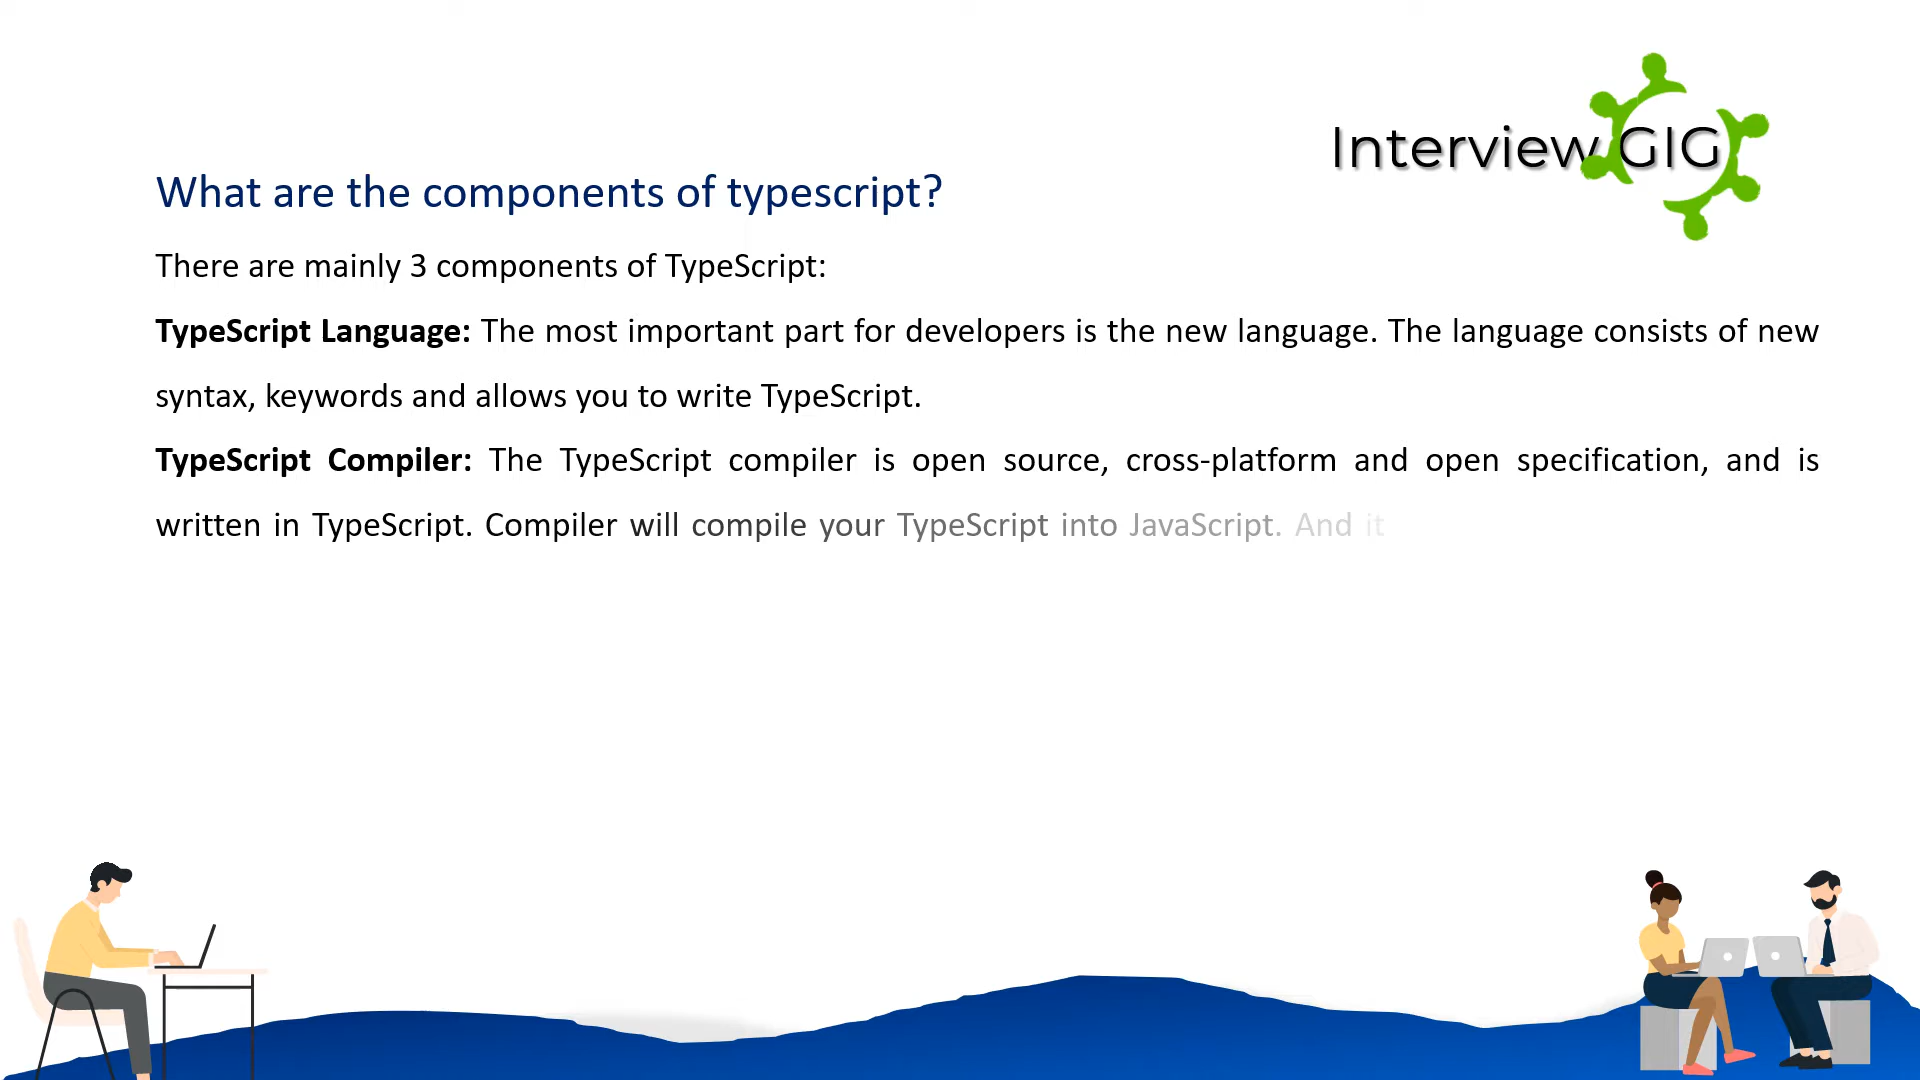 Interview GIG
What are the components of typescript?
There are mainly 3 components of TypeScript:
TypeScript Language: The most important part for developers is the new language. The language consists of new
syntax, keywords and allows you to write TypeScript.
TypeScript Compiler: The TypeScript compiler is open source, cross-platform and open specification, and is
written in TypeScript. Compiler will compile your TypeScript into JavaScript. And it